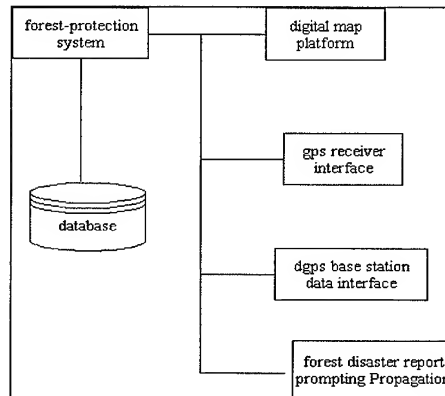 forest-protection
system
digital map
platform
gps receiver
interface
database
dgps base station
data interface
forest disaster report
prompting Propagation